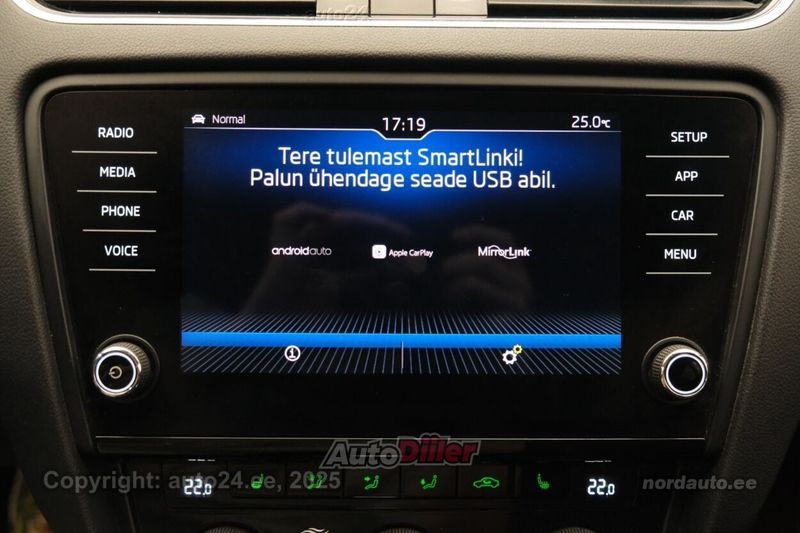 auto24
Normal
17:19
25.0°C
Tere tulemast SmartLinki!
Palun ühendage seade USB abil.
androidauto
Apple CarPlay
MirrorLink
RADIO
MEDIA
PHONE
VOICE
SETUP
APP
CAR
MENU
AutoDiller
Copyright: auto24.ee, 2025
nordauto.ee
22.0
22.0